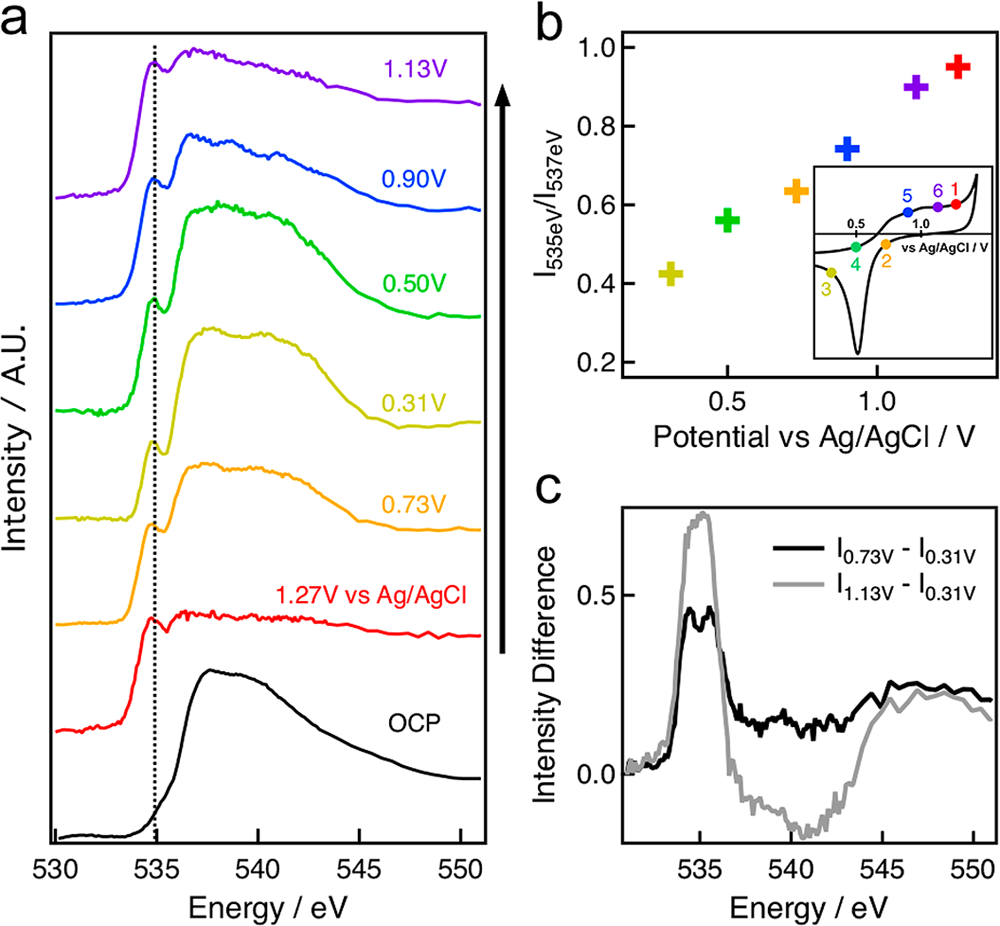 a
Intensity / A.U.
1.13V
0.90V
0.50V
0.31V
0.73V
1.27V vs Ag/AgCl
OCP
530 535 540 545 550
Energy / eV
b
I535eV/I537eV
1.0
0.8
0.6
0.4
0.2
0.5 1.0
Potential vs Ag/AgCl / V
5 6 1
0.5 1.0
vs Ag/AgCl / V
4 2
3
c
Intensity Difference
0.5
0.0
I0.73V - I0.31V
I1.13V - I0.31V
535 540 545 550
Energy / eV